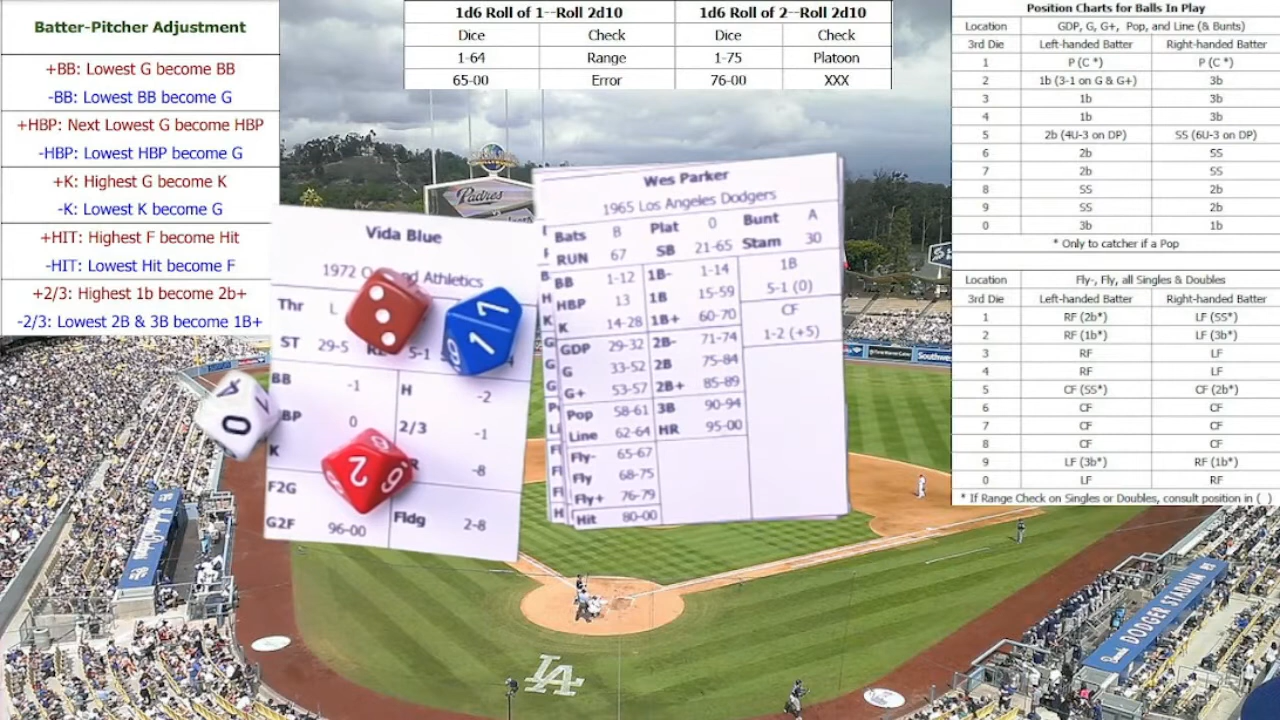 Batter-Pitcher Adjustment
+BB: Lowest G become BB
-BB: Lowest BB become G
+HBP: Next Lowest G become HBP
-HBP: Lowest HBP become G
+K: Highest G become K
-K: Lowest K become G
+HIT: Highest F become Hit
-HIT: Lowest Hit become F
+2/3: Highest 1b become 2b+
-2/3: Lowest 2B & 3B become 1B+
1d6 Roll of 1--Roll 2d10 1d6 Roll of 2--Roll 2d10
Dice Check Dice Check
1-64 Range 1-75 Platoon
65-00 Error 76-00 XXX
Position Charts for Balls In Play
Location GDP, G, G+, Pop, and Line (& Bunts)
3rd Die Left-handed Batter Right-handed Batter
1 P (C *) P (C *)
2 1b (3-1 on G & G+) 3b
3 1b 3b
4 1b 3b
5 2b (4U-3 on DP) SS (6U-3 on DP)
6 2b SS
7 2b SS
8 SS 2b
9 SS 2b
0 3b 1b
* Only to catcher if a Pop
Location Fly-, Fly, all Singles & Doubles
3rd Die Left-handed Batter Right-handed Batter
1 RF (2b*) LF (SS*)
2 RF (1b*) LF (3b*)
3 RF LF
4 RF LF
5 CF (SS*) CF (2b*)
6 CF CF
7 CF CF
8 CF CF
9 LF (3b*) RF (1b*)
0 LF RF
* If Range Check on Singles or Doubles, consult position in ( )
Padres
Vida Blue
1972 Athletics
Thr L
ST 29-5 5-1
BB -1 H -2
BP 0 2/3 -1
K -8
F2G
G2F 96-00 Fldg 2-8
11
0
2
6
Wes Parker
1965 Los Angeles Dodgers
Bats B Plat 0 Bunt A
RUN 67 SB 21-65 Stam 30
BB 1-12 1B- 1-14 1B
HBP 13 1B 15-59 5-1 (0)
K 14-28 1B+ 60-70 CF
GDP 29-32 2B- 71-74 1-2 (+5)
G 33-52 2B 75-84
G+ 53-57 2B+ 85-89
Pop 58-61 3B 90-94
Line 62-64 HR 95-00
Fly- 65-67
Fly 68-75
Fly+ 76-79
Hit 80-00
Southwes
DODGER STADIUM
LA